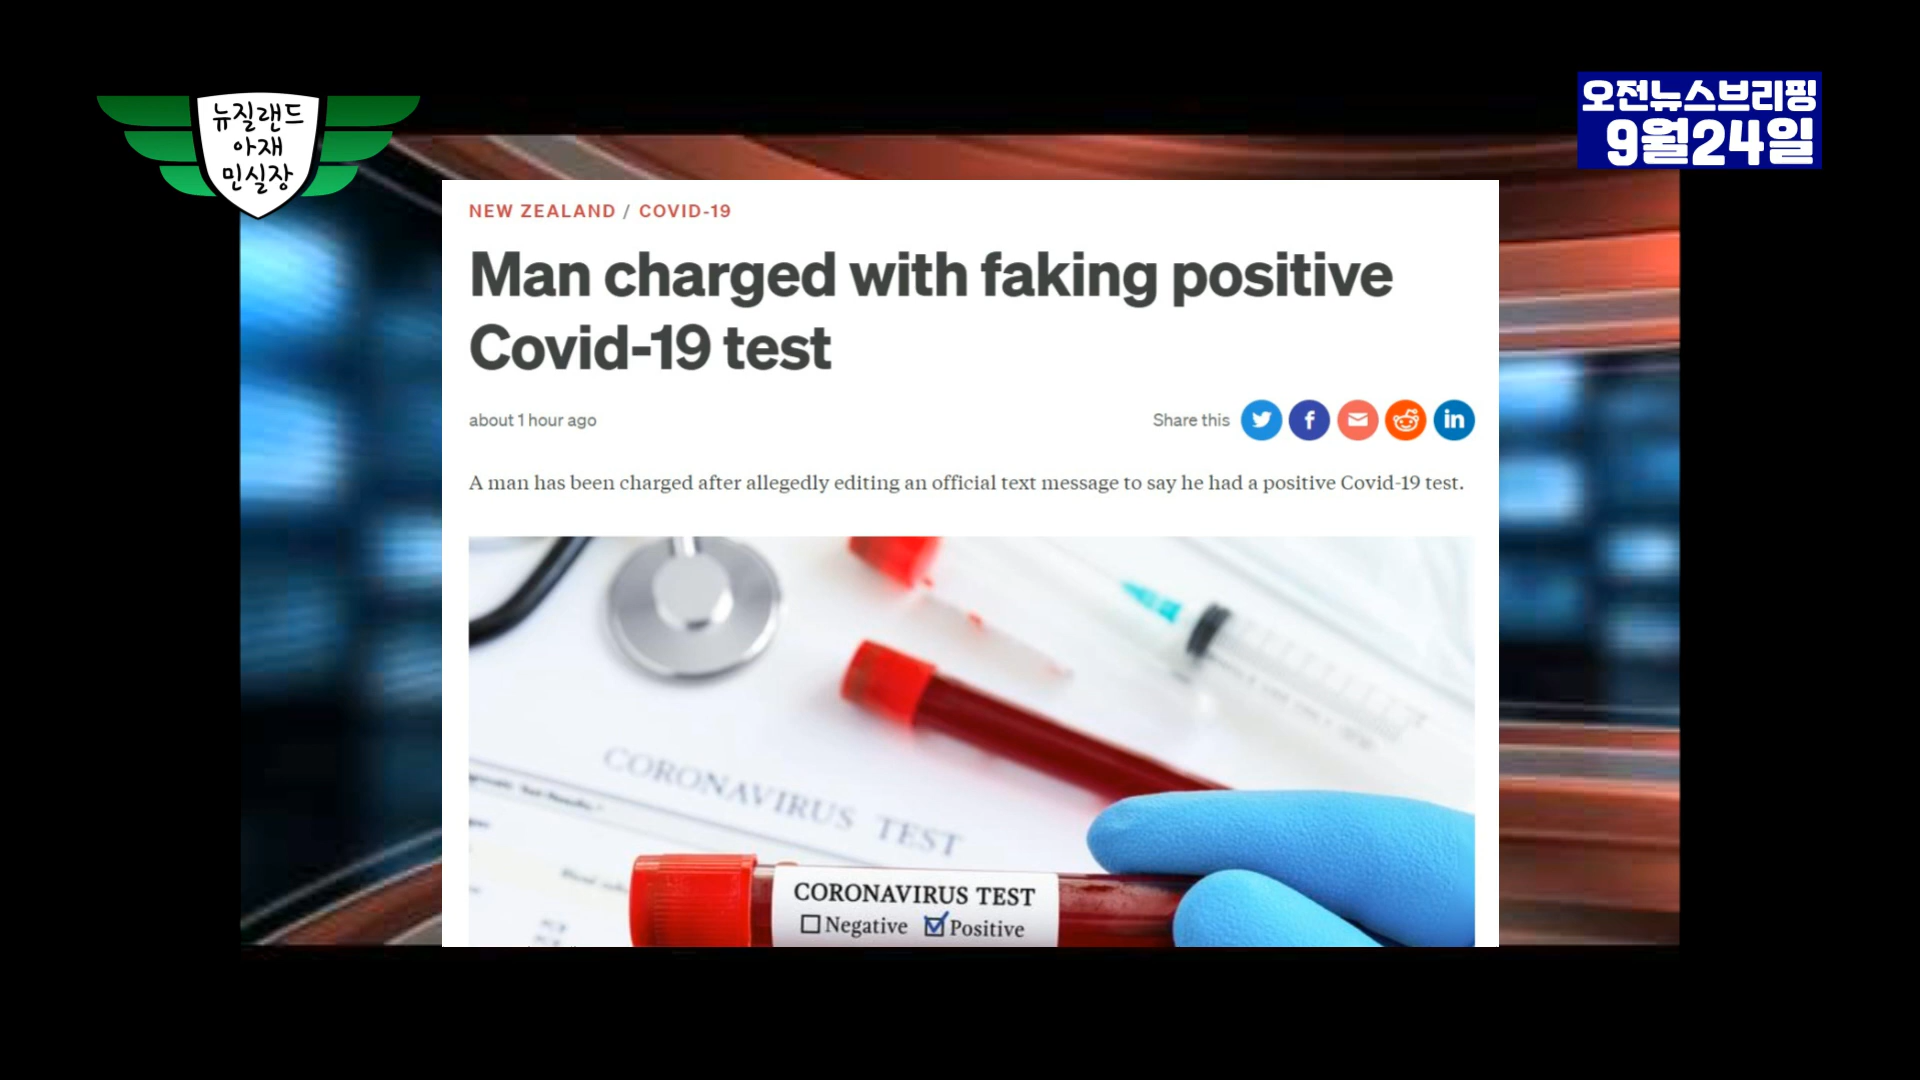 뉴질랜드
아재
민실장
오전뉴스브리핑
9월24일
NEW ZEALAND / COVID-19
Man charged with faking positive
Covid-19 test
about 1 hour ago
Share this
A man has been charged after allegedly editing an official text message to say he had a positive Covid-19 test.
CORONAVIRUS TEST
CORONAVIRUS TEST
Negative Positive